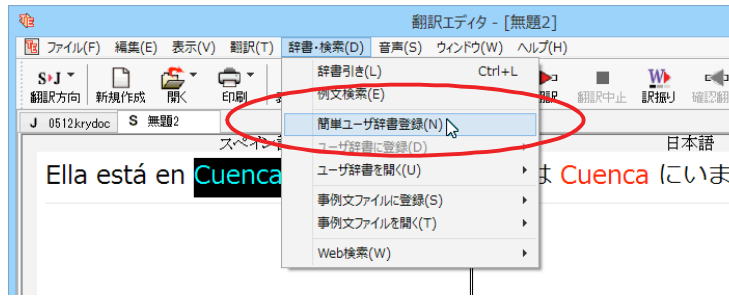 翻訳エディタ - [無題2]
ファイル(F) 編集(E) 表示(V) 翻訳(T) 辞書・検索(D) 音声(S) ウィンドウ(W) ヘルプ(H)
S▶J
翻訳方向 新規作成 開く 印刷 翻訳中止 訳振り
辞書引き(L) Ctrl+L
例文検索(E)
簡単ユーザ辞書登録(N)
ユーザ辞書に登録(D)
ユーザ辞書を開く(U)
事例文ファイルに登録(S)
事例文ファイルを開く(T)
Web検索(W)
J 0512krydoc S 無題2
スペイン 日本語
Ella está en Cuenca は Cuenca にいま